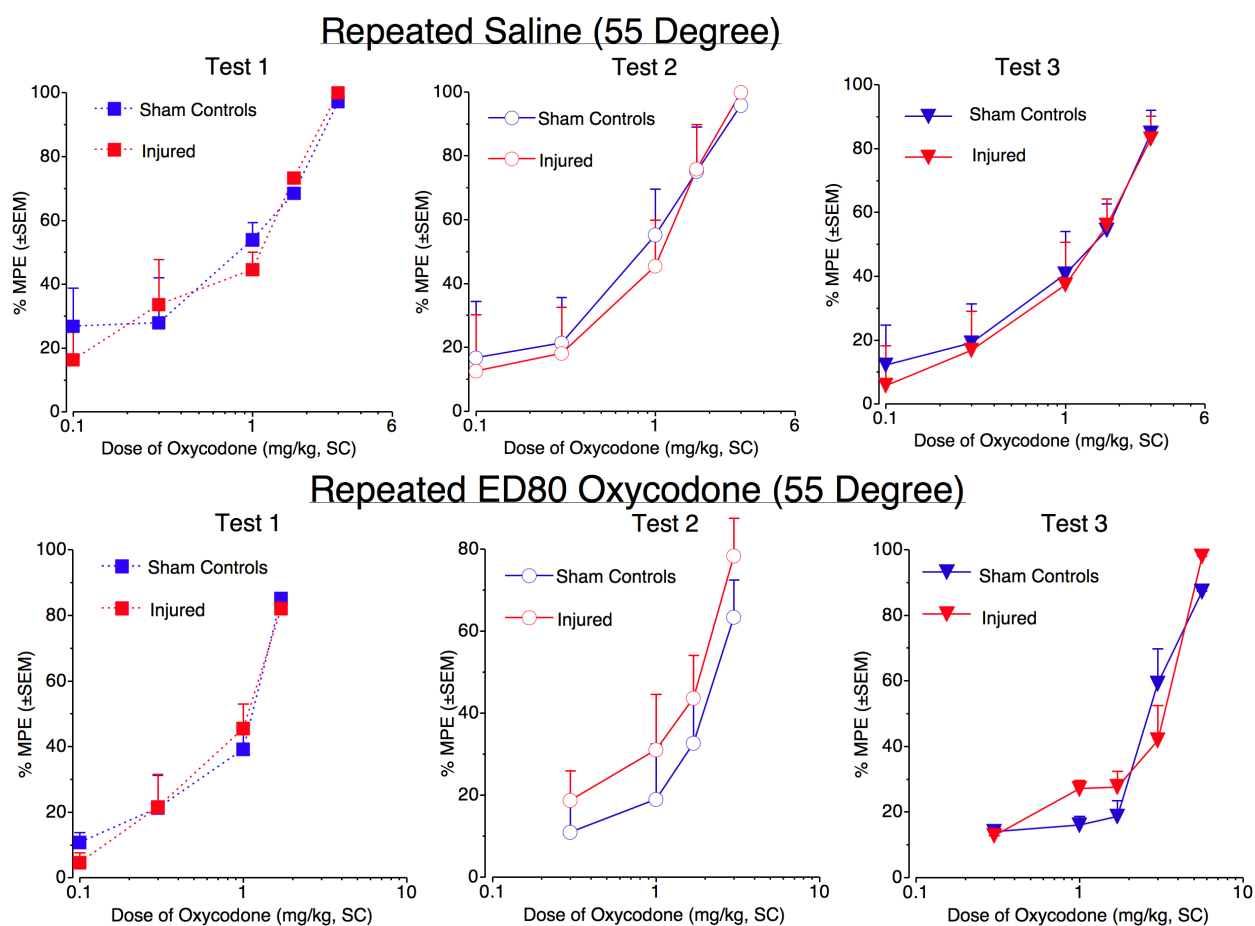 Repeated Saline (55 Degree)
Test 1
% MPE (±SEM)
100
80
60
40
20
0
Sham Controls
Injured
0.1
1
6
Dose of Oxycodone (mg/kg, SC)
Test 2
% MPE (±SEM)
100
80
60
40
20
0
Sham Controls
Injured
0.1
1
6
Dose of Oxycodone (mg/kg, SC)
Test 3
% MPE (±SEM)
100
80
60
40
20
0
Sham Controls
Injured
0.1
1
6
Dose of Oxycodone (mg/kg, SC)
Repeated ED80 Oxycodone (55 Degree)
Test 1
% MPE (±SEM)
100
80
60
40
20
0
Sham Controls
Injured
0.1
1
10
Dose of Oxycodone (mg/kg, SC)
Test 2
% MPE (±SEM)
80
60
40
20
0
Sham Controls
Injured
0.1
1
10
Dose of Oxycodone (mg/kg, SC)
Test 3
% MPE (±SEM)
100
80
60
40
20
0
Sham Controls
Injured
0.1
1
10
Dose of Oxycodone (mg/kg, SC)